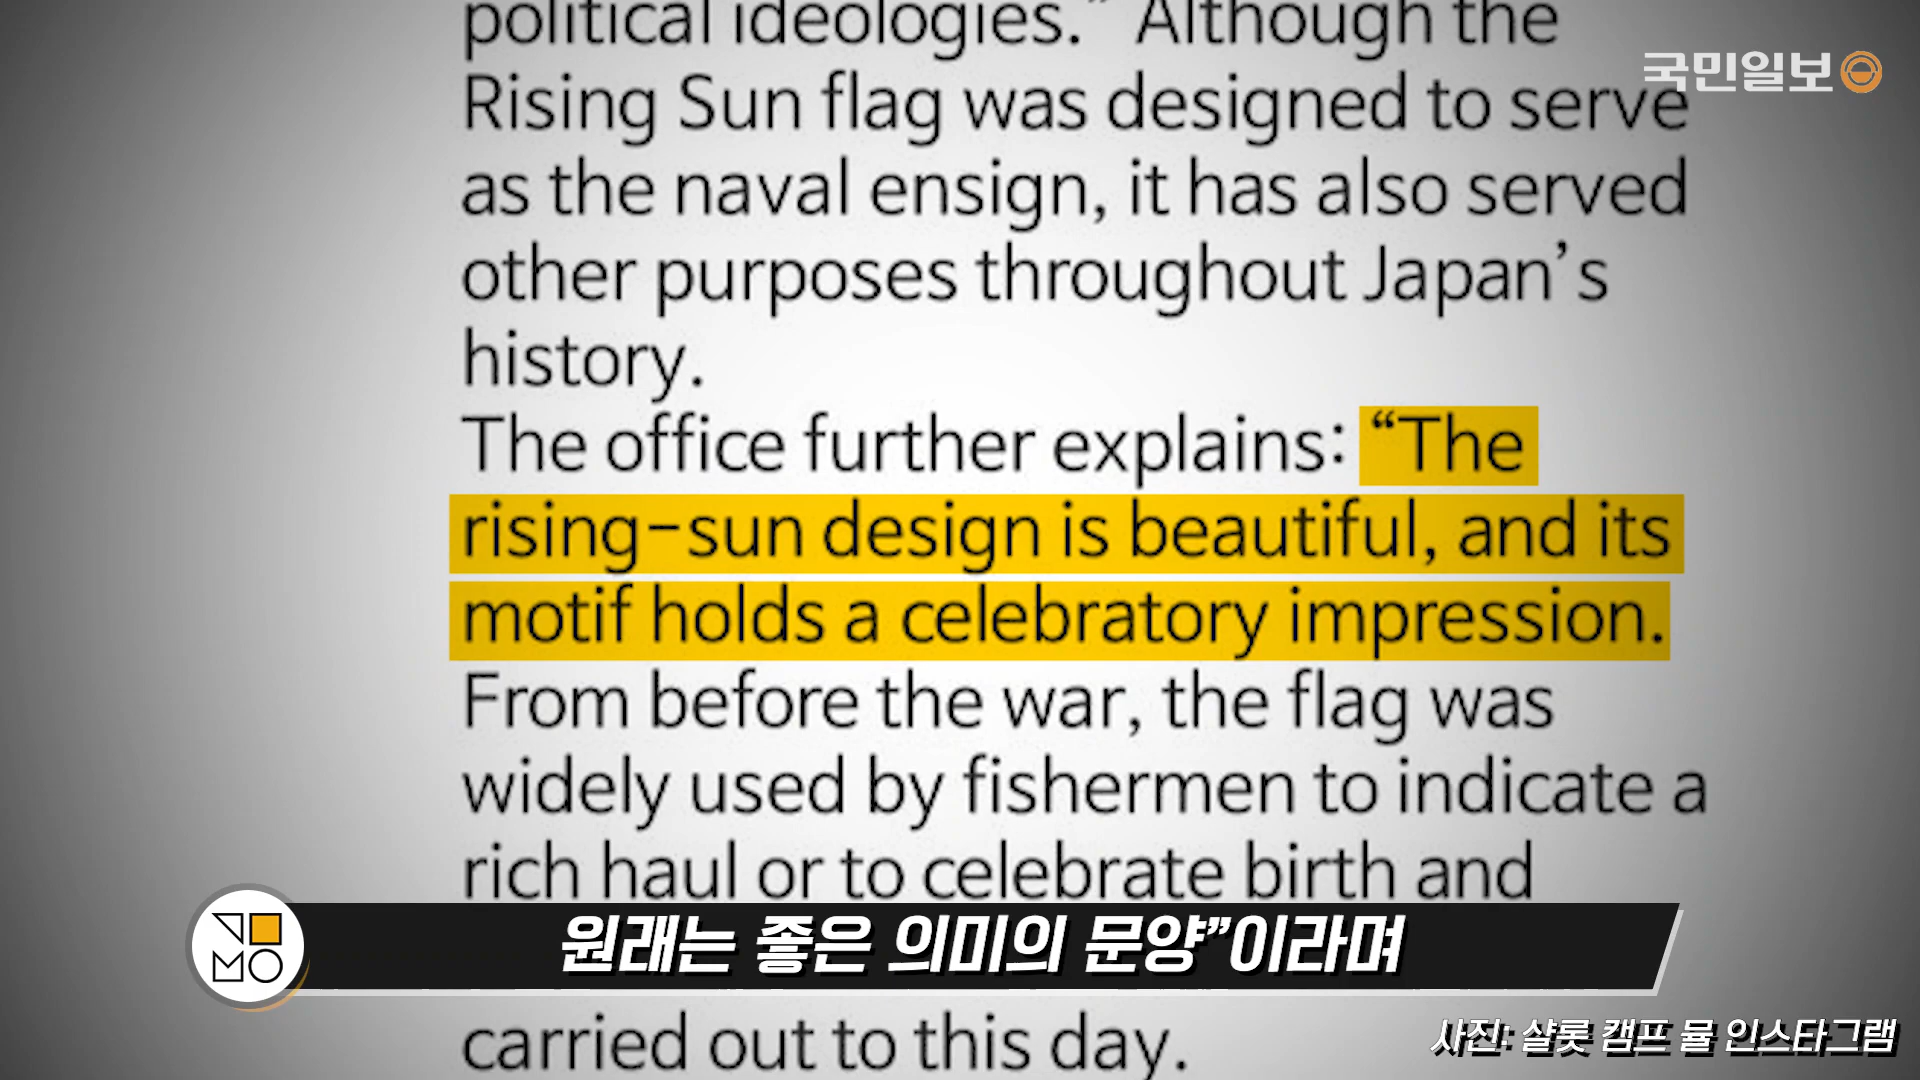 political ideologies.” Although the
국민일보
Rising Sun flag was designed to serve
as the naval ensign, it has also served
other purposes throughout Japan’s
history.
The office further explains: “The
rising-sun design is beautiful, and its
motif holds a celebratory impression.
From before the war, the flag was
widely used by fishermen to indicate a
rich haul or to celebrate birth and
원래는 좋은 의미의 문양”이라며
carried out to this day.
사진: 샬롯 캠프 뮬 인스타그램